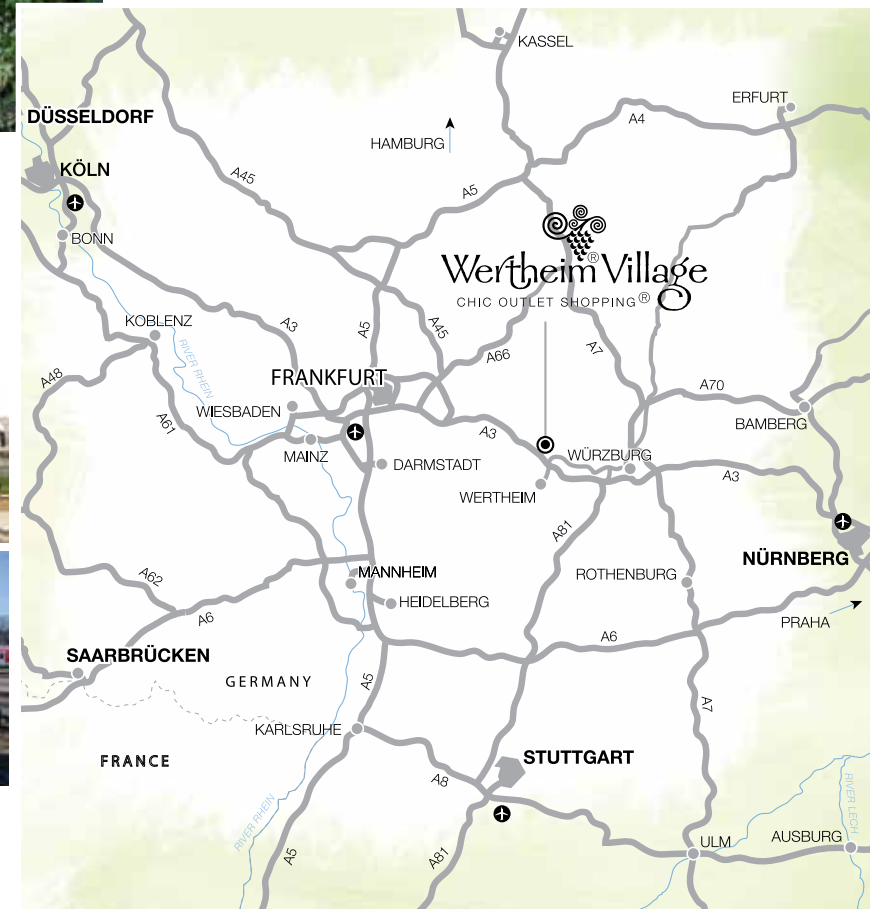 KASSEL
ERFURT
DÜSSELDORF
A4
HAMBURG
KÖLN
A45
A5
BONN
Wertheim® Village
CHIC OUTLET SHOPPING®
KOBLENZ
A3
A5
A45
RIVER RHEIN
A66
A7
A48
FRANKFURT
A70
WIESBADEN
A61
BAMBERG
A3
MAINZ
DARMSTADT
WÜRZBURG
A3
WERTHEIM
A81
NÜRNBERG
A62
MANNHEIM
ROTHENBURG
HEIDELBERG
A6
PRAHA
A6
SAARBRÜCKEN
GERMANY
A5
A7
KARLSRUHE
FRANCE
STUTTGART
A8
RIVER RHEIN
RIVER LECH
ULM
AUSBURG
A5
A81